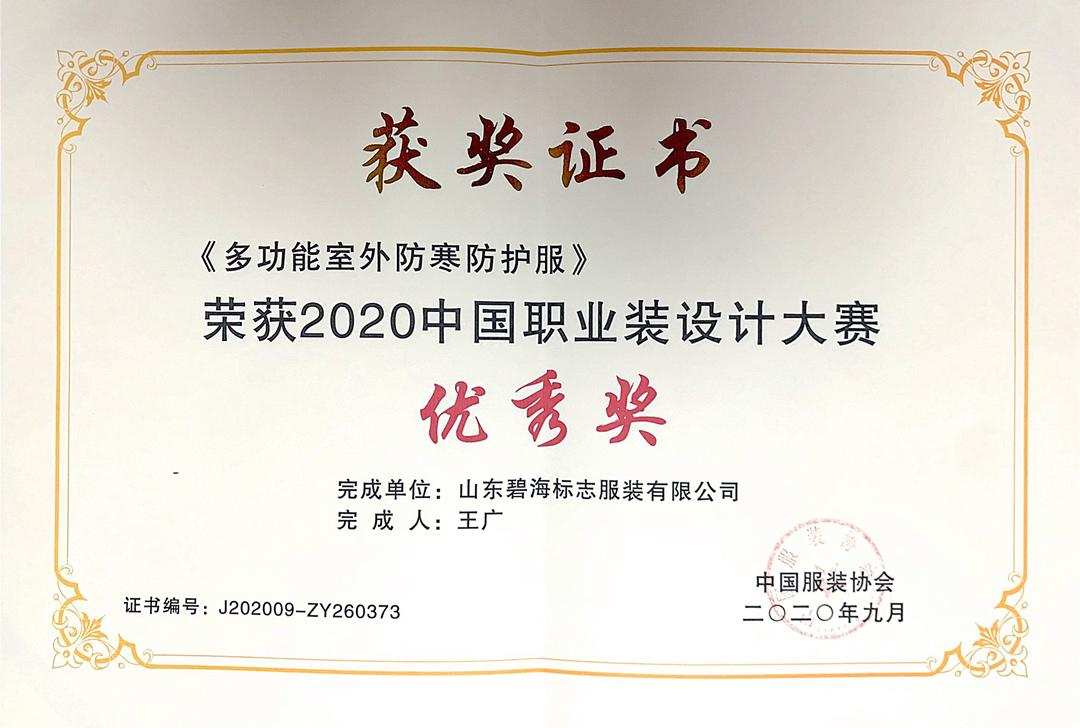 获奖证书
《多功能室外防寒防护服》
荣获2020中国职业装设计大赛
优秀奖
完成单位：山东碧海标志服装有限公司
完成人：王广
证书编号：J202009-ZY260373
中国服装协会
二〇二〇年九月